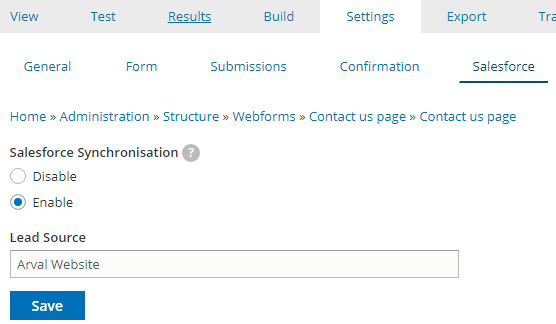 View Test Results Build Settings Export
General Form Submissions Confirmation Salesforce
Home » Administration » Structure » Webforms » Contact us page » Contact us page
Salesforce Synchronisation ?
Disable
Enable
Lead Source
Arval Website
Save